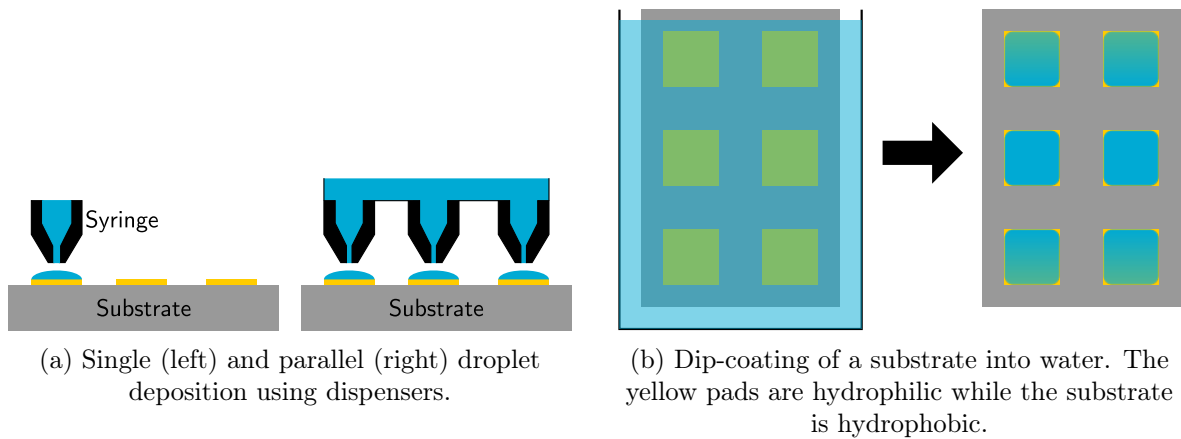 Syringe
Substrate
Substrate
(a) Single (left) and parallel (right) droplet
deposition using dispensers.
(b) Dip-coating of a substrate into water. The
yellow pads are hydrophilic while the substrate
is hydrophobic.